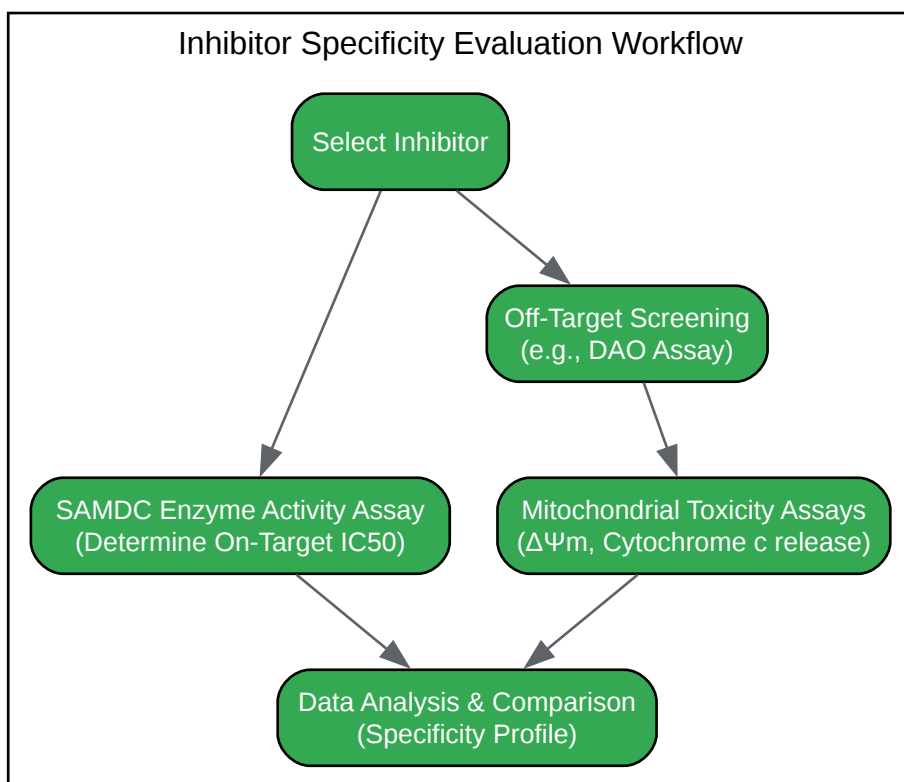 Inhibitor Specificity Evaluation Workflow
Select Inhibitor
Off-Target Screening
(e.g., DAO Assay)
SAMDC Enzyme Activity Assay
(Determine On-Target IC50)
Mitochondrial Toxicity Assays
(ΔΨm, Cytochrome c release)
Data Analysis & Comparison
(Specificity Profile)